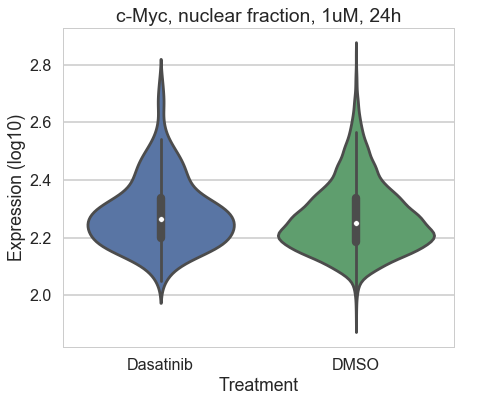 c-Myc, nuclear fraction, 1uM, 24h
Expression (log10)
2.8
2.6
2.4
2.2
2.0
Dasatinib DMSO
Treatment